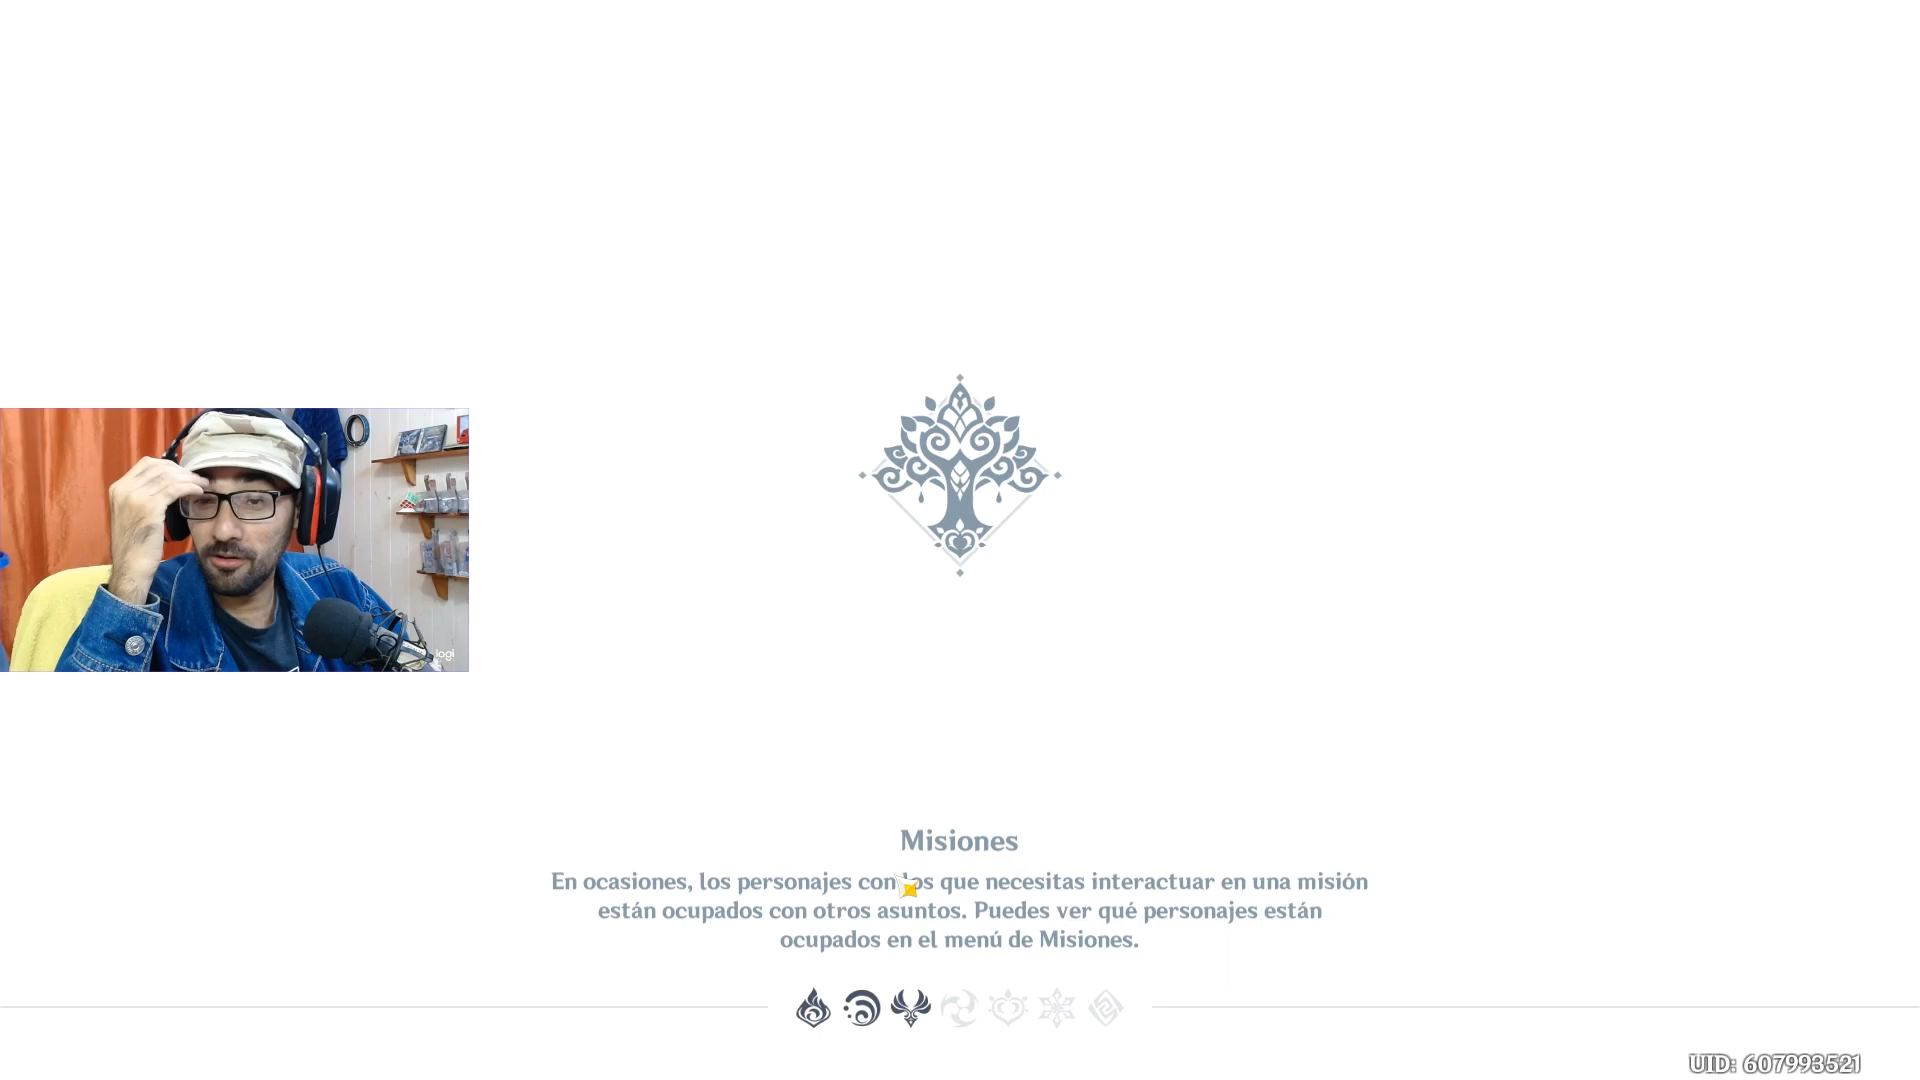 logi
Misiones
En ocasiones, los personajes con los que necesitas interactuar en una misión
están ocupados con otros asuntos. Puedes ver qué personajes están
ocupados en el menú de Misiones.
UID: 607993521